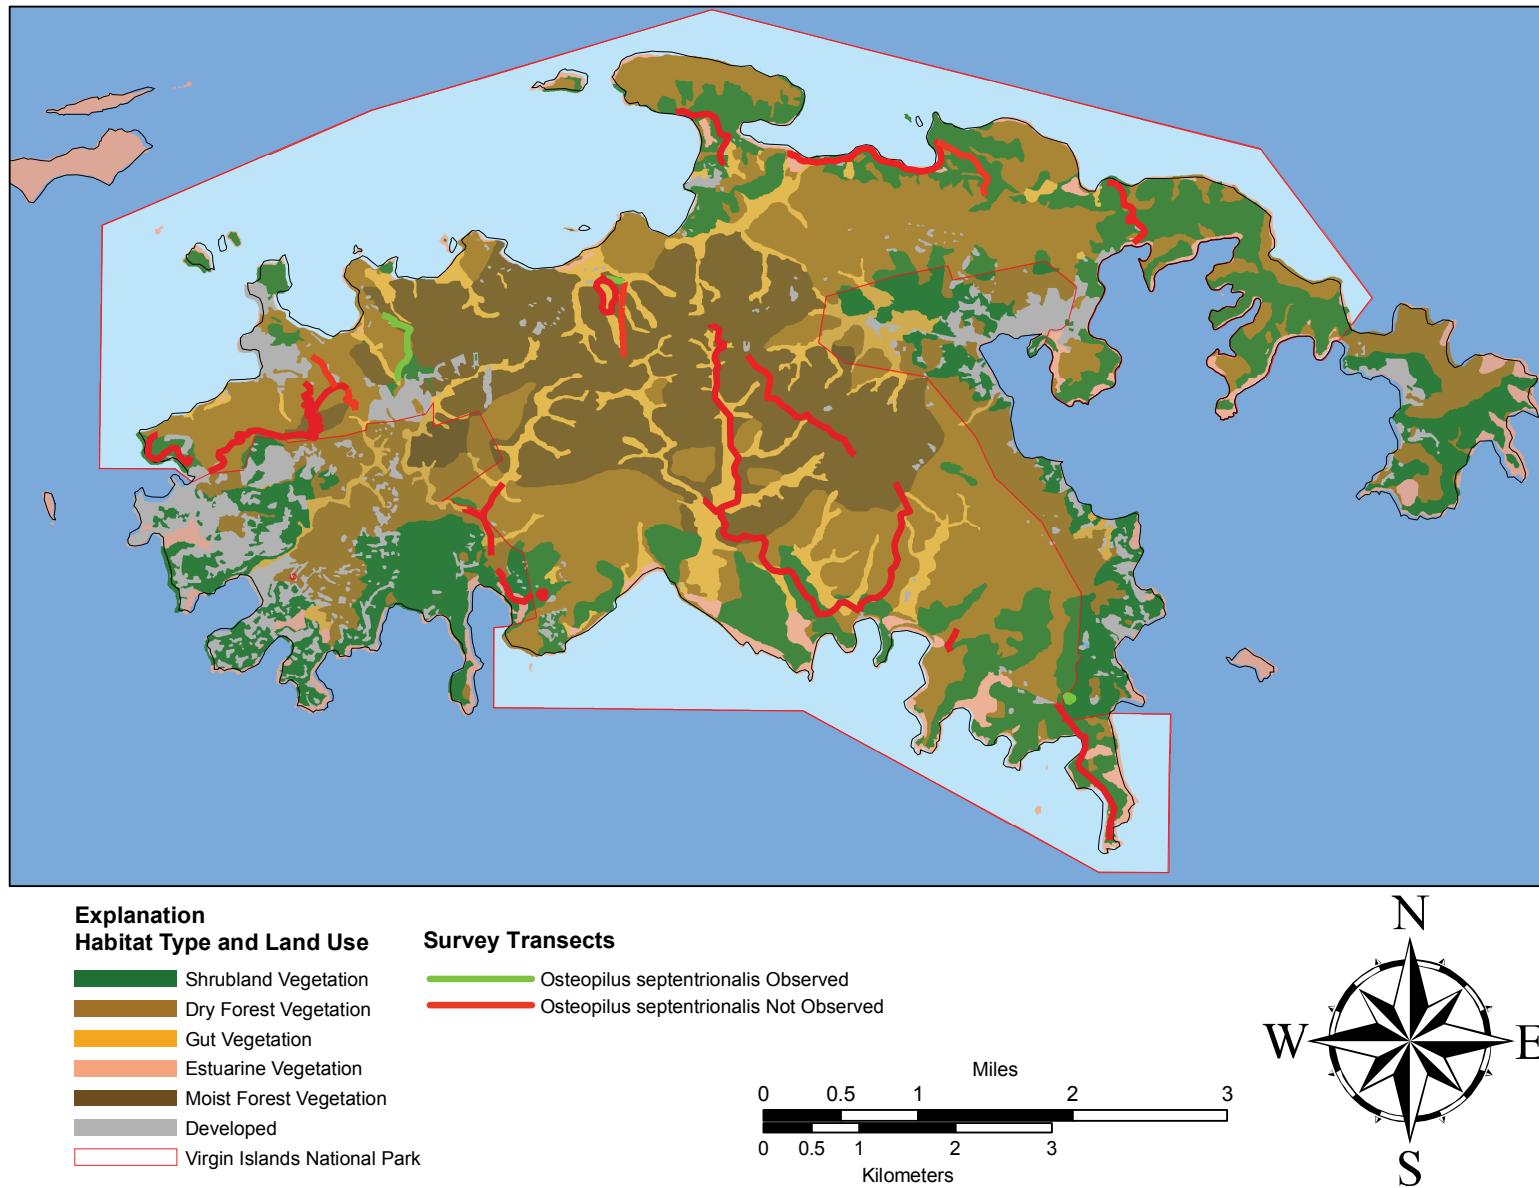 Explanation
Habitat Type and Land Use
Shrubland Vegetation
Dry Forest Vegetation
Gut Vegetation
Estuarine Vegetation
Moist Forest Vegetation
Developed
Virgin Islands National Park
Survey Transects
Osteopilus septentrionalis Observed
Osteopilus septentrionalis Not Observed
Miles
0 0.5 1 2 3
0 0.5 1 2 3
Kilometers
N
W E
S